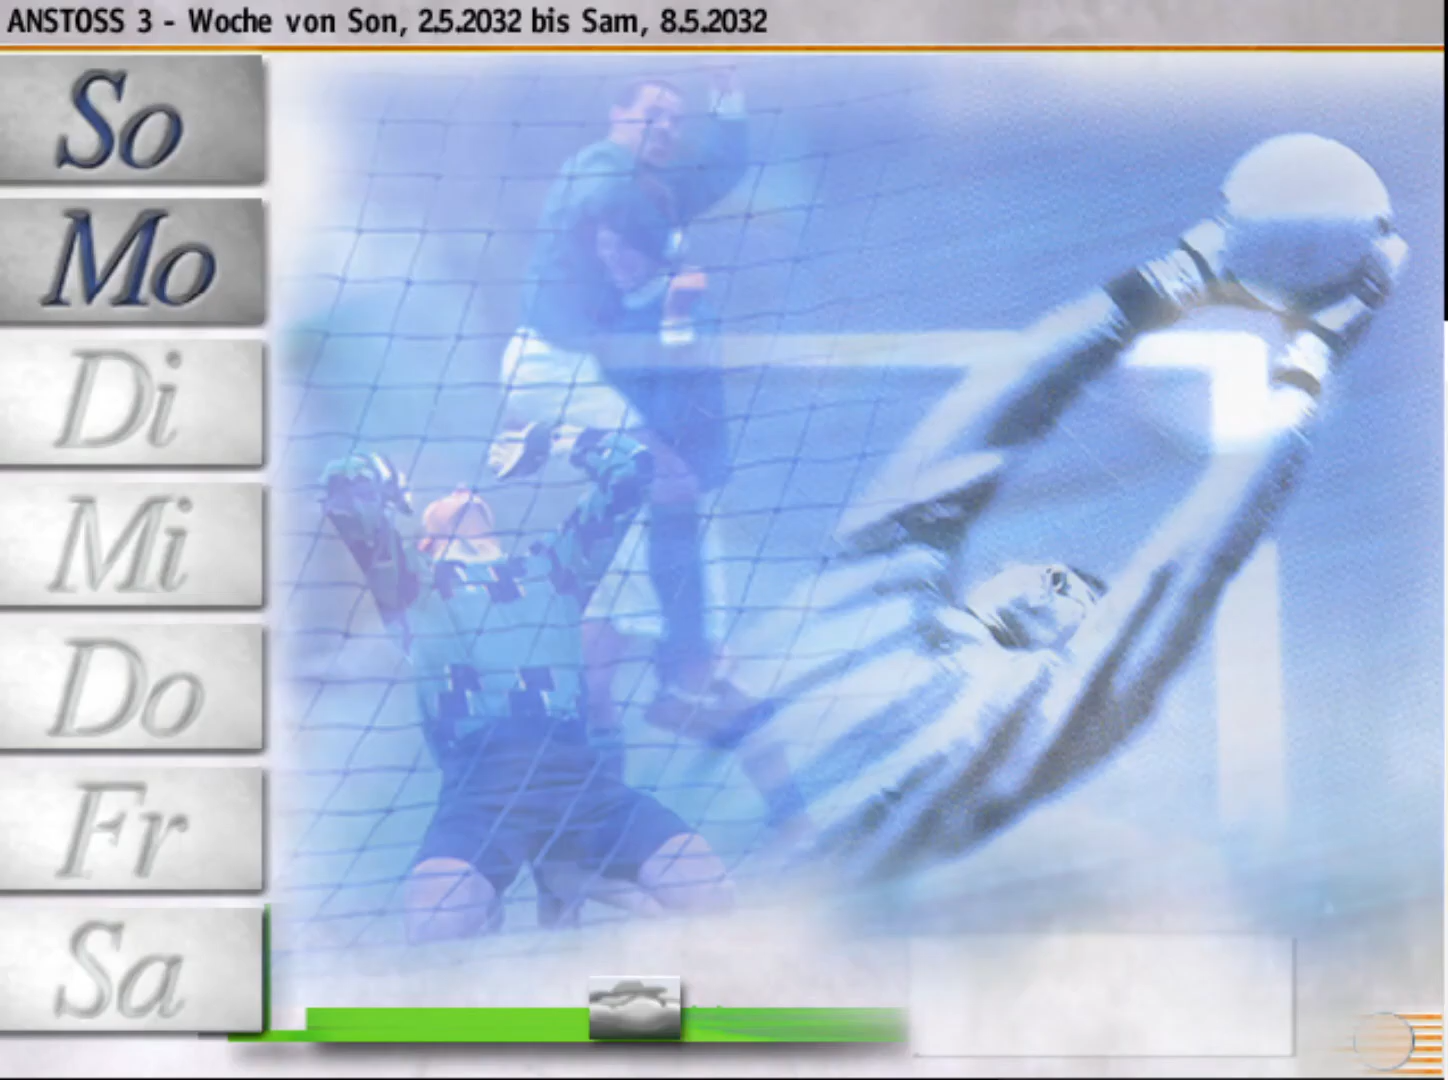 ANSTOSS 3 - Woche von Son, 2.5.2032 bis Sam, 8.5.2032
So
Mo
Di
Mi
Do
Fr
Sa